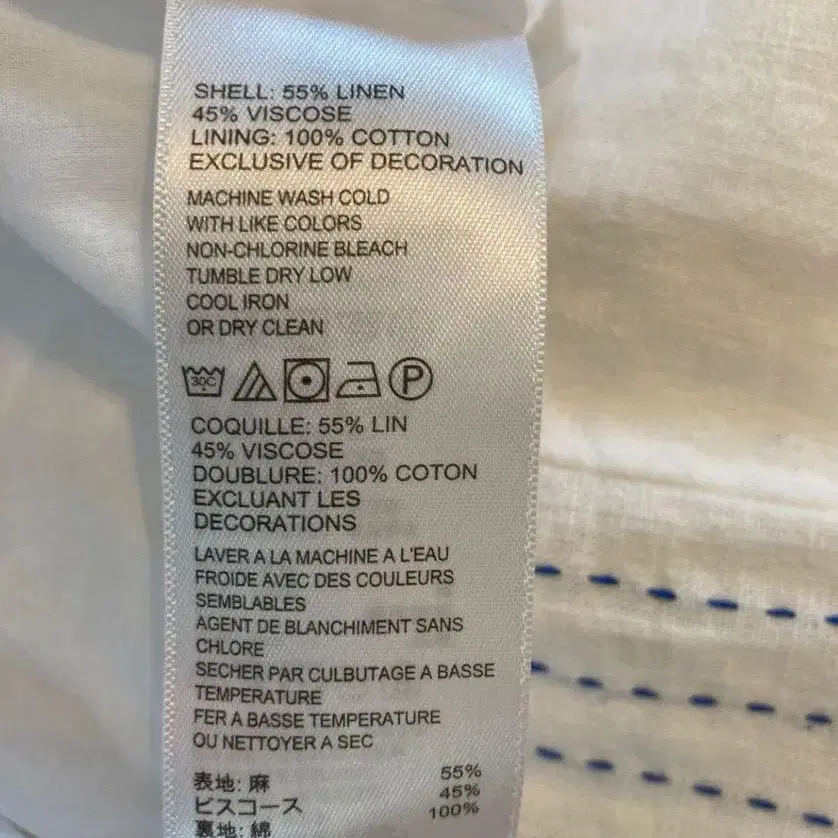 SHELL: 55% LINEN
45% VISCOSE
LINING: 100% COTTON
EXCLUSIVE OF DECORATION
MACHINE WASH COLD
WITH LIKE COLORS
NON-CHLORINE BLEACH
TUMBLE DRY LOW
COOL IRON
OR DRY CLEAN
30C P
COQUILLE: 55% LIN
45% VISCOSE
DOUBLURE: 100% COTON
EXCLUANT LES
DECORATIONS
LAVER A LA MACHINE A L'EAU
FROIDE AVEC DES COULEURS
SEMBLABLES
AGENT DE BLANCHIMENT SANS
CHLORE
SECHER PAR CULBUTAGE A BASSE
TEMPERATURE
FER A BASSE TEMPERATURE
OU NETTOYER A SEC
表地: 麻 55%
ビスコース 45%
裏地: 綿 100%